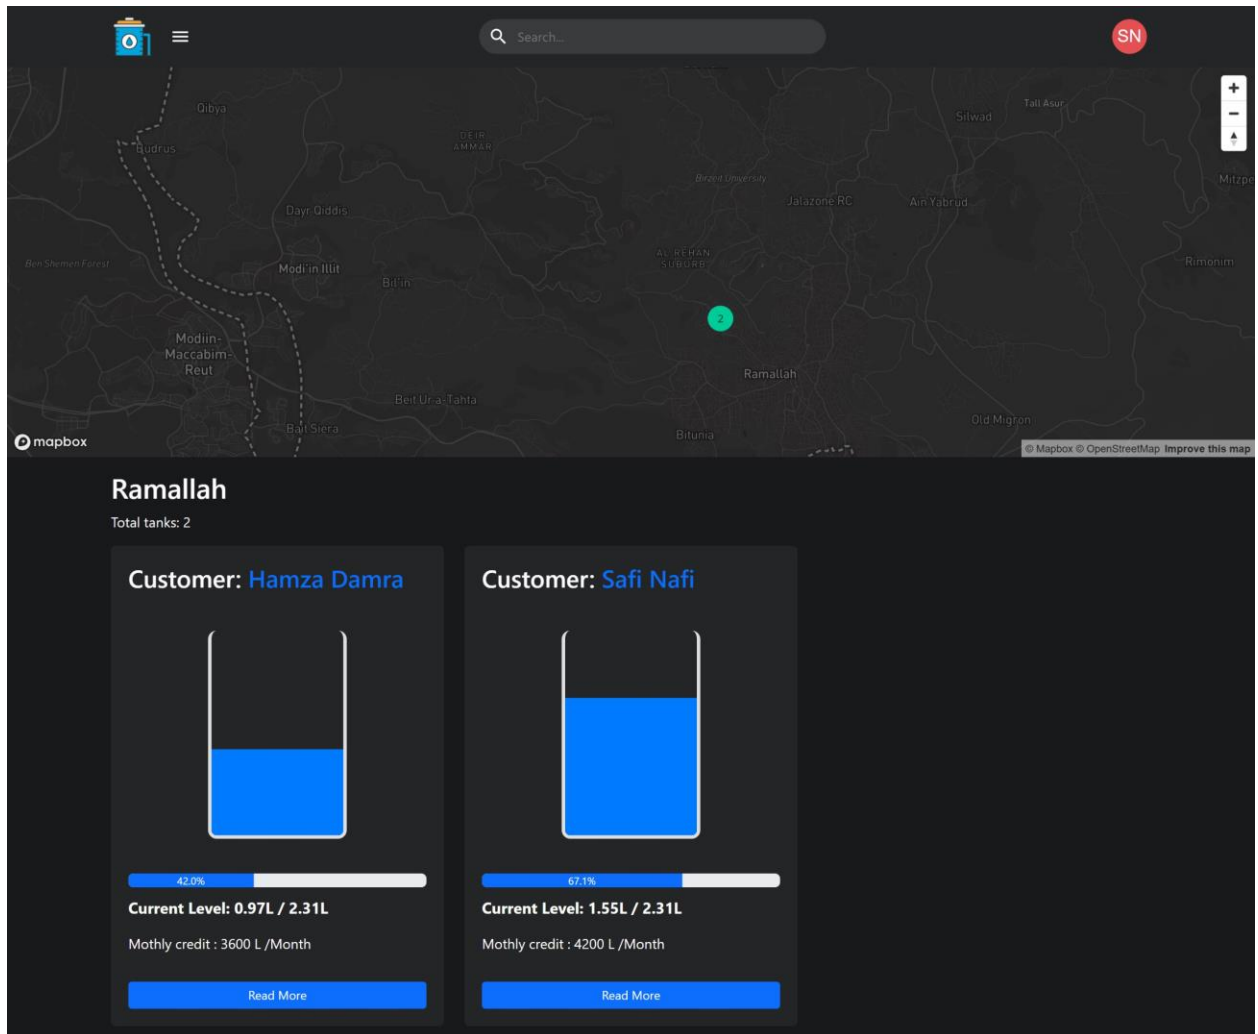 Search...
SN
Qibya
Budrus
DEIR
AMMAR
Silwad
Tall Asur
Birzeit University
Jalazone RC
Ain Yabrud
Mitzpe
Dayr Qiddis
Ben Shemen Forest
Modi'in Illit
Bil'in
AL REHAN
SUBURB
Rimonim
2
Modiin-
Maccabim-
Reut
Ramallah
Beit Ur a-Tahta
Bait Sira
Bitunia
Old Migron
mapbox
© Mapbox © OpenStreetMap Improve this map
Ramallah
Total tanks: 2
Customer: Hamza Damra
42.0%
Current Level: 0.97L / 2.31L
Mothly credit : 3600 L /Month
Read More
Customer: Safi Nafi
67.1%
Current Level: 1.55L / 2.31L
Mothly credit : 4200 L /Month
Read More